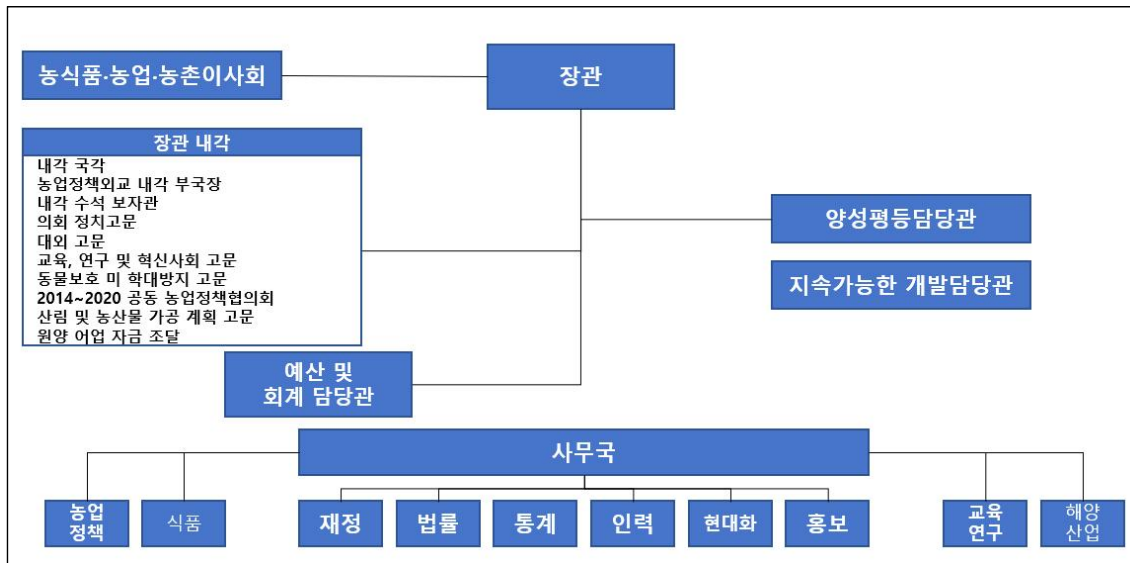 농식품·농업·농촌이사회
장관
장관 내각
내각 국각
농업정책외교 내각 부국장
내각 수석 보자관
의회 정치고문
대외 고문
교육, 연구 및 혁신사회 고문
동물보호 미 학대방지 고문
2014~2020 공동 농업정책협의회
산림 및 농산물 가공 계획 고문
원양 어업 자금 조달
양성평등담당관
지속가능한 개발담당관
예산 및
회계 담당관
사무국
농업
정책
식품
재정
법률
통계
인력
현대화
홍보
교육
연구
해양
산업